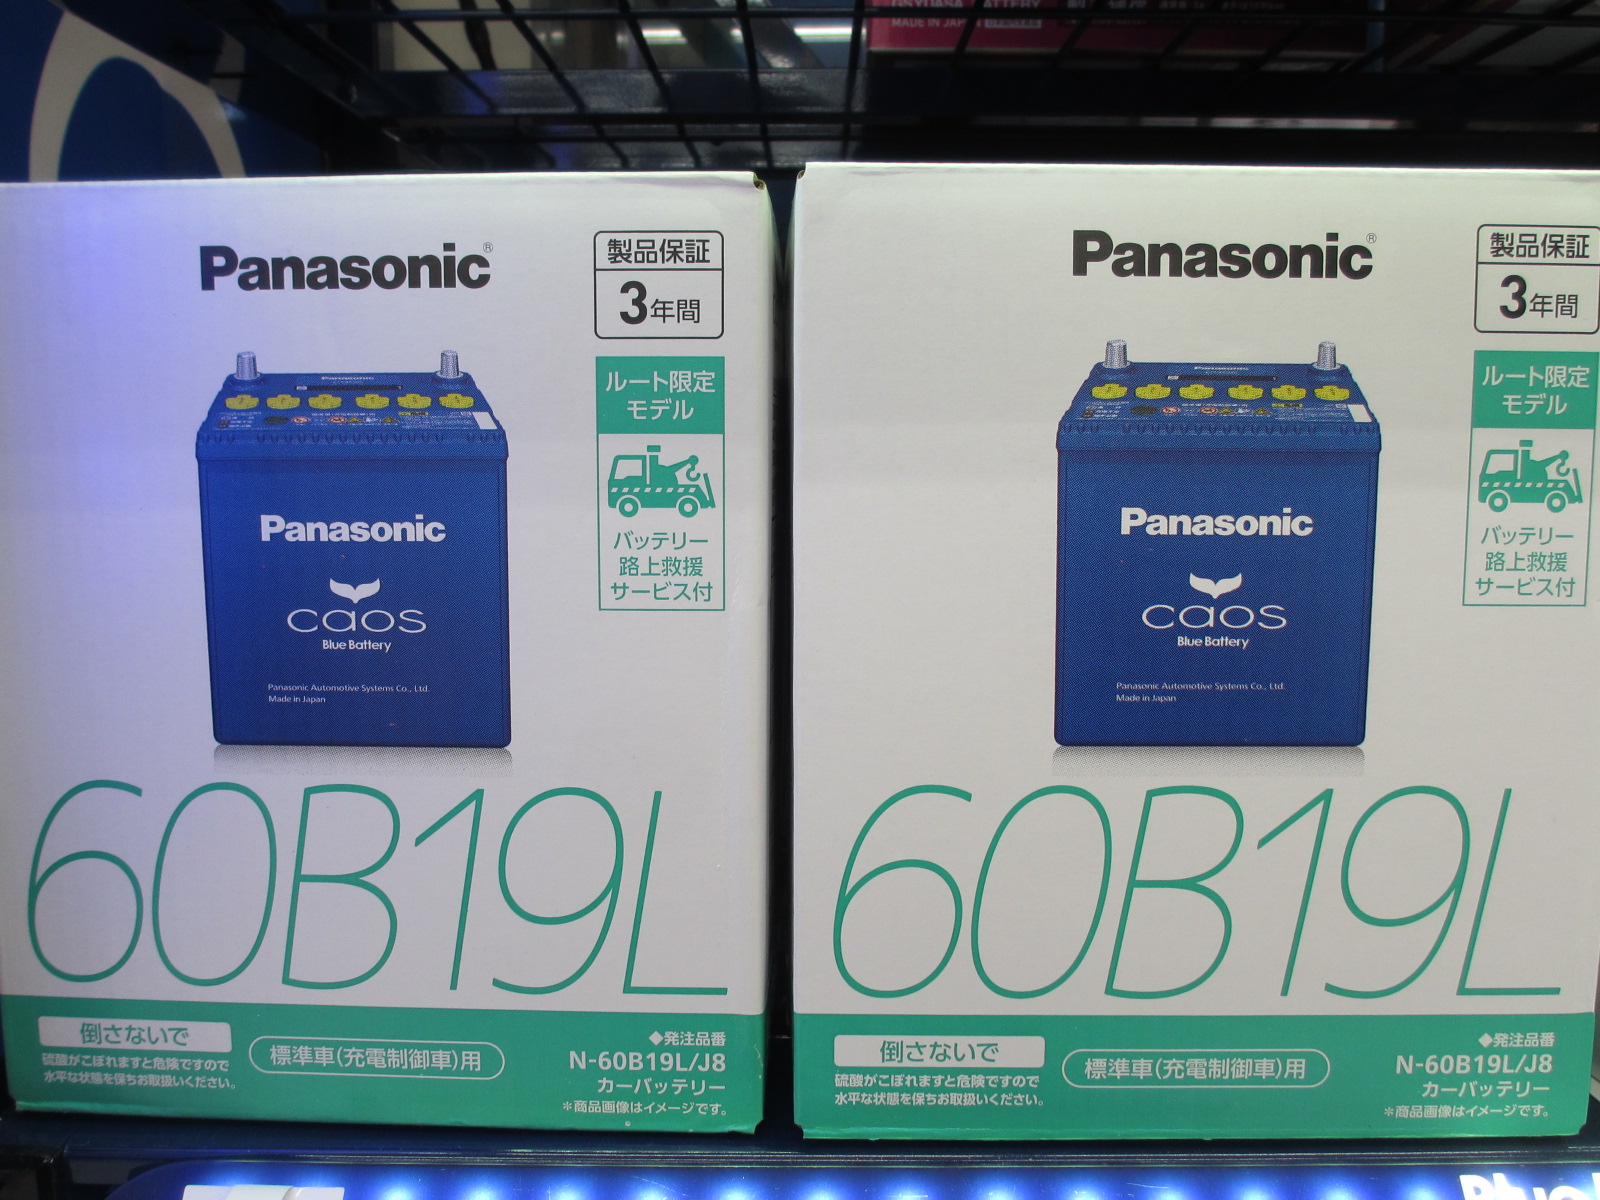 GS YUASA BATTERY
MADE IN JAPAN
Panasonic®
製品保証
3年間
ルート限定
モデル
バッテリー
路上救援
サービス付
Panasonic
Panasonic
caos
Blue Battery
Panasonic Automotive Systems Co., Ltd.
Made in Japan
60B19L
倒さないで
硫酸がこぼれますと危険ですので
水平な状態を保ちお取扱いください。
標準車(充電制御車)用
◆発注品番
N-60B19L/J8
カーバッテリー
＊商品画像はイメージです。
Panasonic®
製品保証
3年間
ルート限定
モデル
バッテリー
路上救援
サービス付
Panasonic
Panasonic
caos
Blue Battery
Panasonic Automotive Systems Co., Ltd.
Made in Japan
60B19L
倒さないで
硫酸がこぼれますと危険ですので
水平な状態を保ちお取扱いください。
標準車(充電制御車)用
◆発注品番
N-60B19L/J8
カーバッテリー
＊商品画像はイメージです。